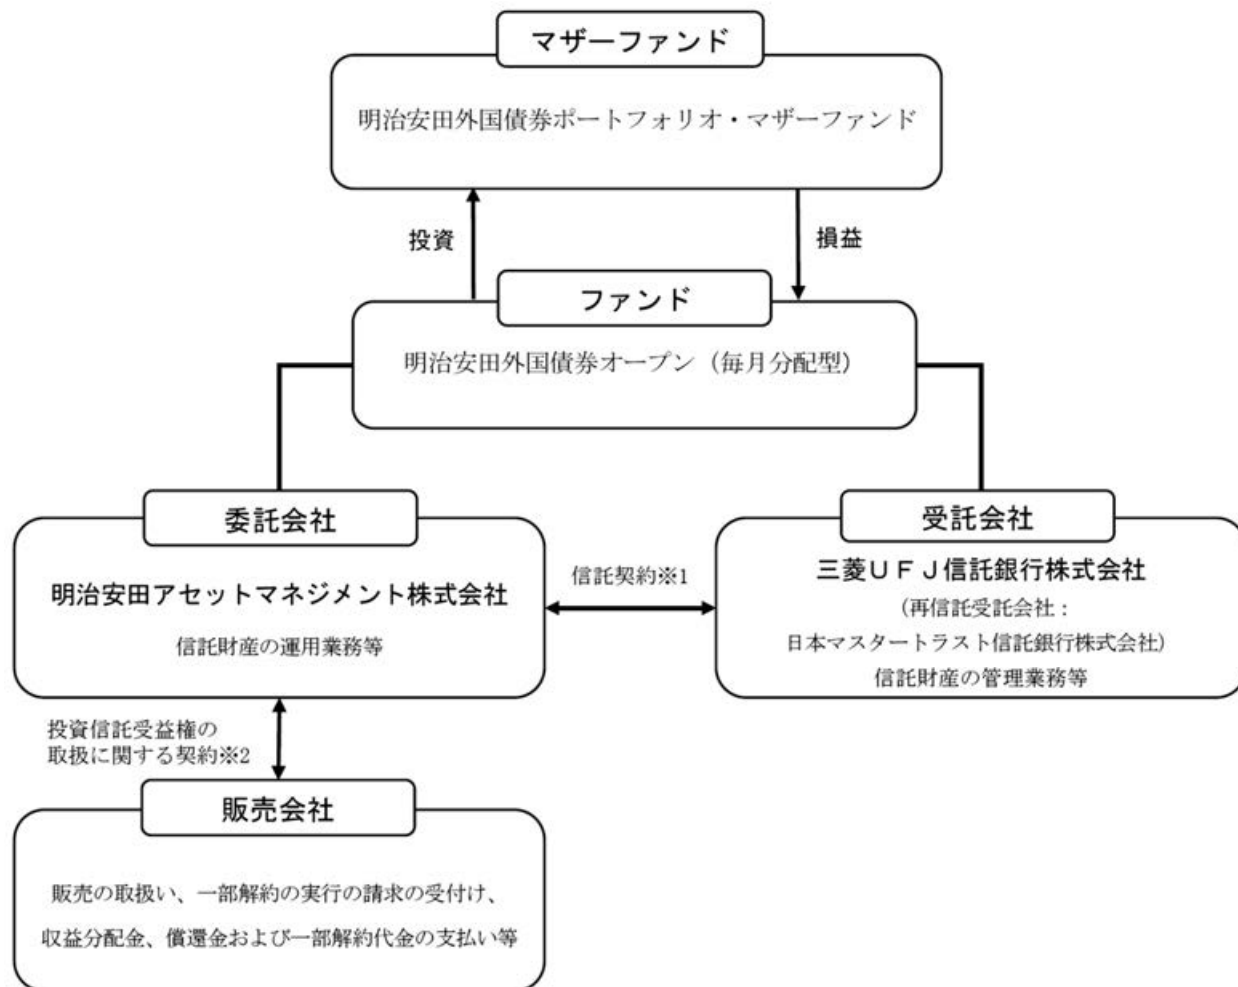 マザーファンド
明治安田外国債券ポートフォリオ・マザーファンド
投資
損益
ファンド
明治安田外国債券オープン（毎月分配型）
委託会社
明治安田アセットマネジメント株式会社
信託財産の運用業務等
信託契約※1
受託会社
三菱ＵＦＪ信託銀行株式会社
（再信託受託会社：
日本マスタートラスト信託銀行株式会社）
信託財産の管理業務等
投資信託受益権の
取扱に関する契約※2
販売会社
販売の取扱い、一部解約の実行の請求の受付け、
収益分配金、償還金および一部解約代金の支払い等